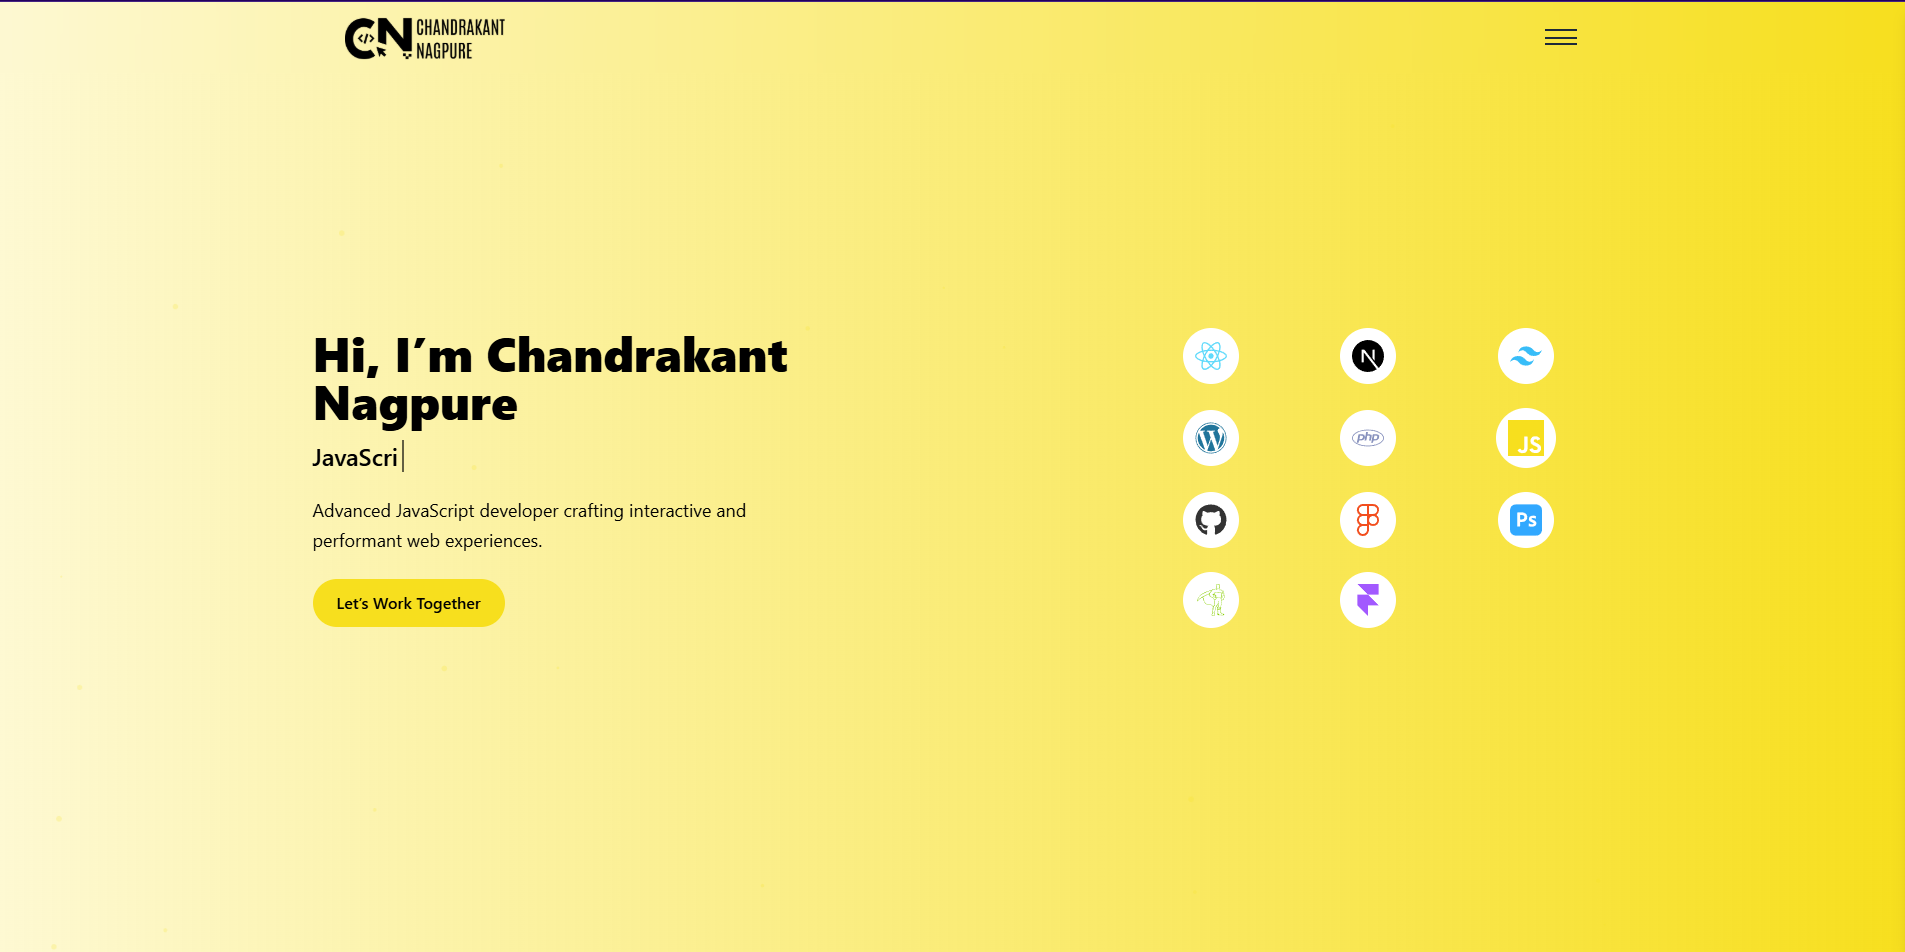 CHANDRAKANT
NAGPURE
Hi, I’m Chandrakant
Nagpure
JavaScri
Advanced JavaScript developer crafting interactive and
performant web experiences.
Let’s Work Together
N
W
php
JS
Ps